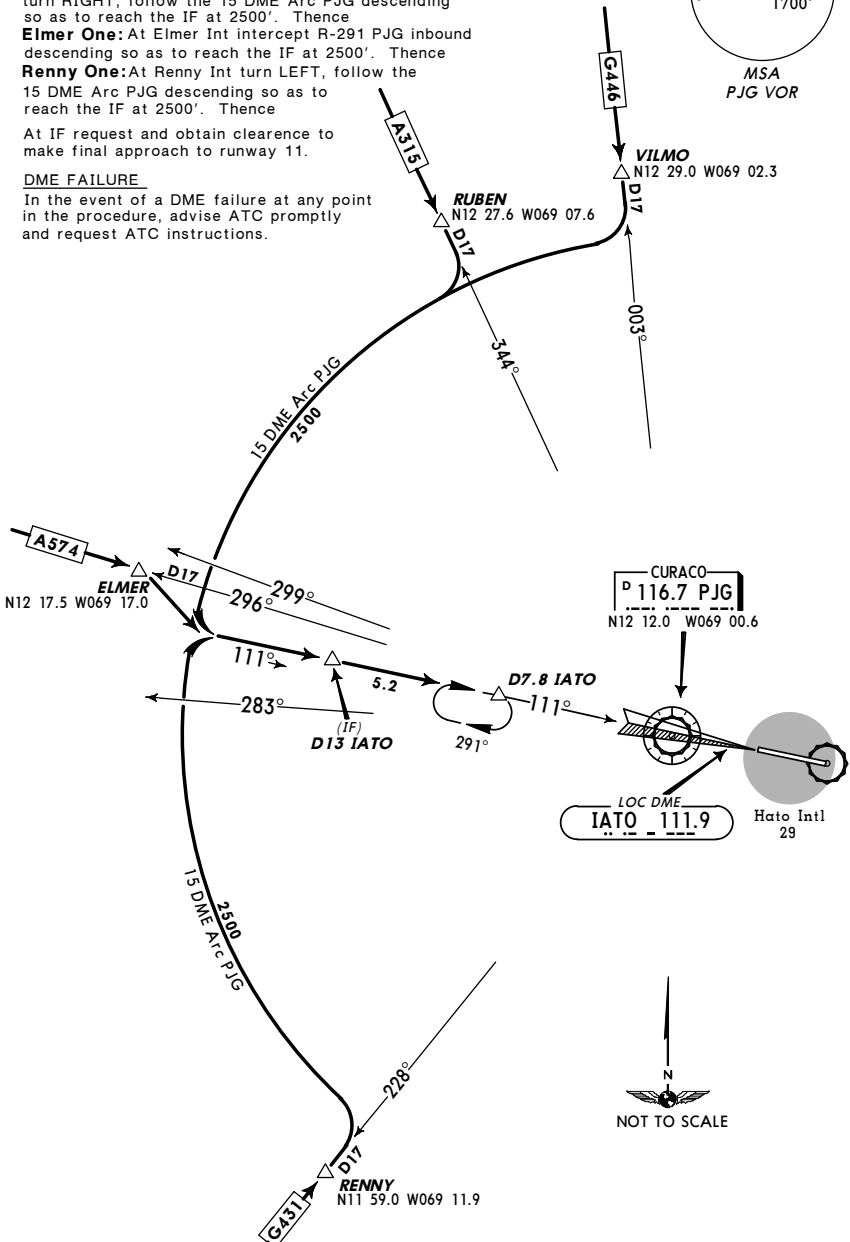 turn RIGHT, follow the 15 DME Arc PJG descending
so as to reach the IF at 2500'. Thence
Elmer One: At Elmer Int intercept R-291 PJG inbound
descending so as to reach the IF at 2500'. Thence
Renny One: At Renny Int turn LEFT, follow the
15 DME Arc PJG descending so as to
reach the IF at 2500'. Thence
At IF request and obtain clearence to
make final approach to runway 11.
DME FAILURE
In the event of a DME failure at any point
in the procedure, advise ATC promptly
and request ATC instructions.
1700'
MSA
PJG VOR
G446
VILMO
N12 29.0 W069 02.3
D17
A315
RUBEN
N12 27.6 W069 07.6
D17
003°
344°
15 DME Arc PJG
2500
A574
ELMER
N12 17.5 W069 17.0
D17
299°
296°
111°
283°
(IF)
D13 IATO
5.2
D7.8 IATO
111°
291°
CURACO
D 116.7 PJG
N12 12.0 W069 00.6
LOC DME
IATO 111.9
Hato Intl
29
15 DME Arc PJG
2500
228°
D17
RENNY
N11 59.0 W069 11.9
G431
N
NOT TO SCALE